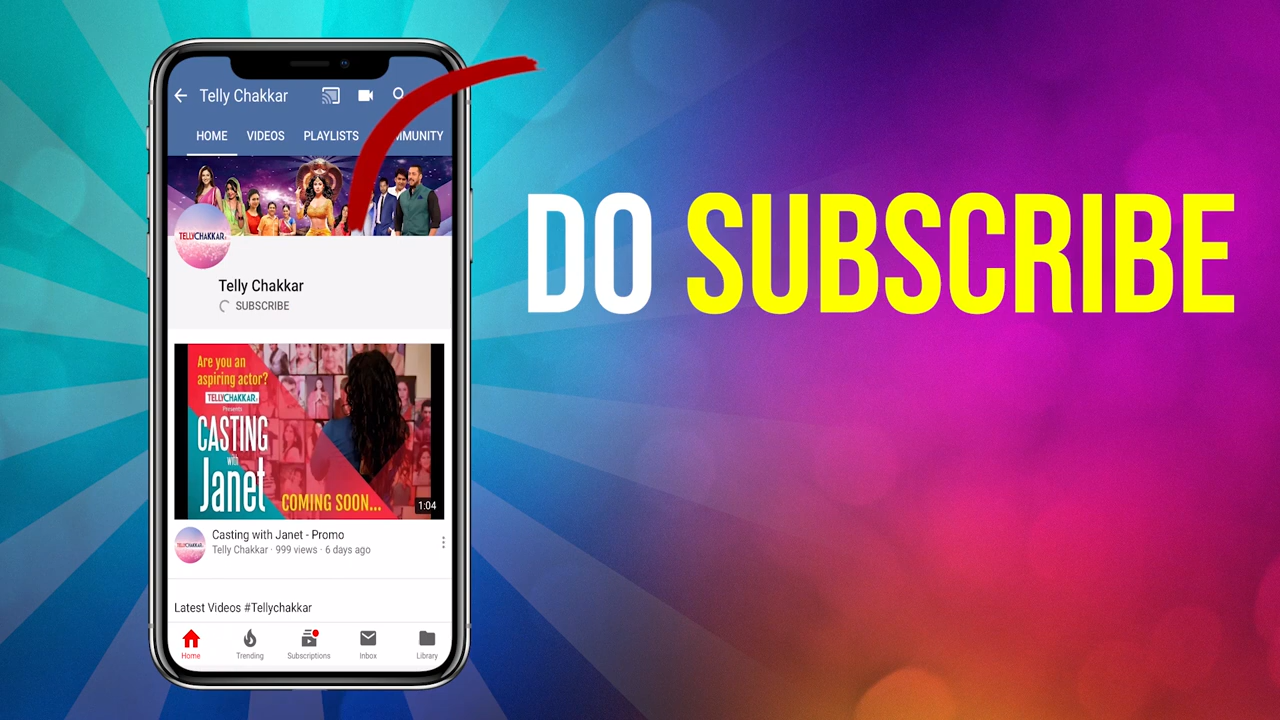 Telly Chakkar
HOME VIDEOS PLAYLISTS MMUNITY
TELLYCHAKKAR
Telly Chakkar
SUBSCRIBE
Are you an
aspiring actor?
TELLYCHAKKAR
Presents
CASTING
with
Janet
COMING SOON...
1:04
Casting with Janet - Promo
Telly Chakkar · 999 views · 6 days ago
TELLYCHAKKAR
Latest Videos #Tellychakkar
Home Trending Subscriptions Inbox Library
DO SUBSCRIBE